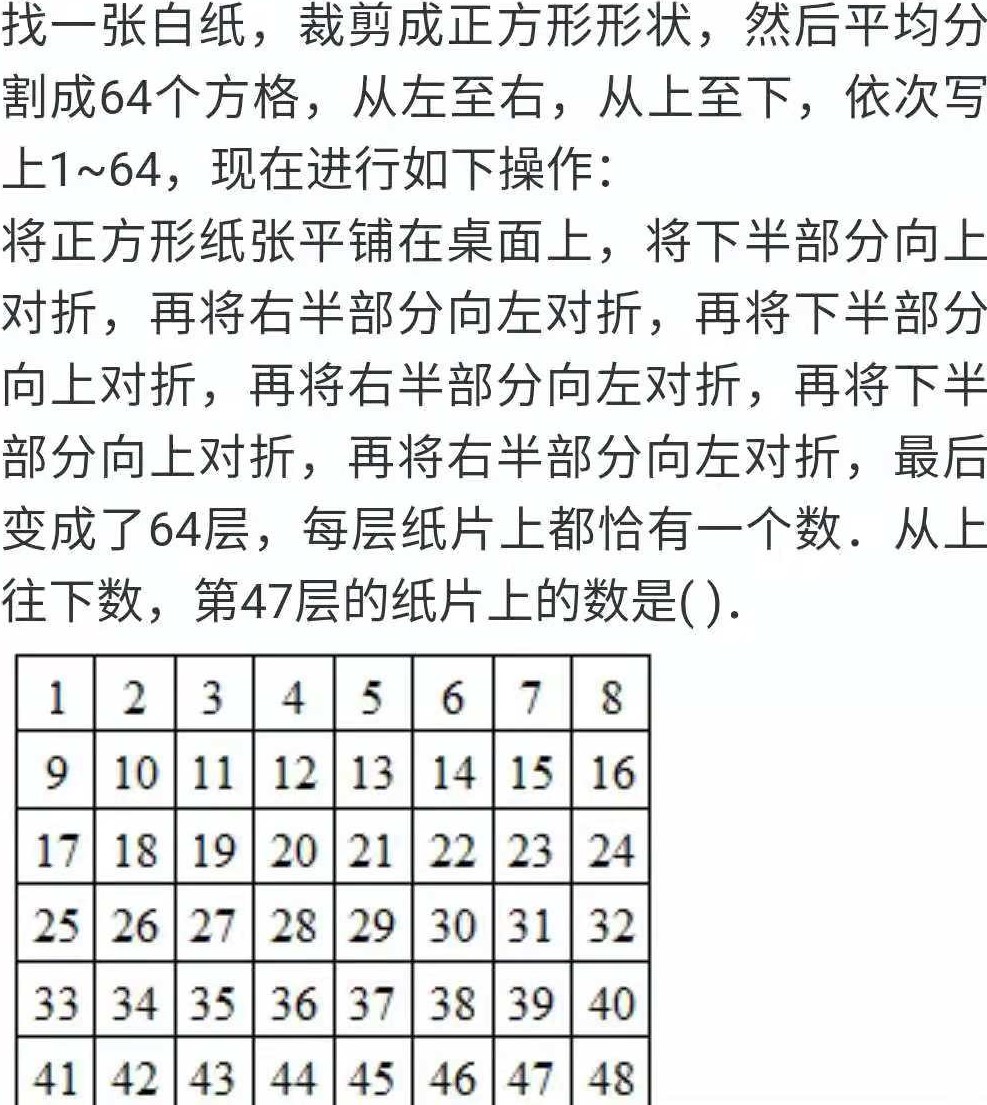 找一张白纸，裁剪成正方形形状，然后平均分
割成64个方格，从左至右，从上至下，依次写
上1~64，现在进行如下操作：
将正方形纸张平铺在桌面上，将下半部分向上
对折，再将右半部分向左对折，再将下半部分
向上对折，再将右半部分向左对折，再将下半
部分向上对折，再将右半部分向左对折，最后
变成了64层，每层纸片上都恰有一个数．从上
往下数，第47层的纸片上的数是( )．
1 2 3 4 5 6 7 8
9 10 11 12 13 14 15 16
17 18 19 20 21 22 23 24
25 26 27 28 29 30 31 32
33 34 35 36 37 38 39 40
41 42 43 44 45 46 47 48